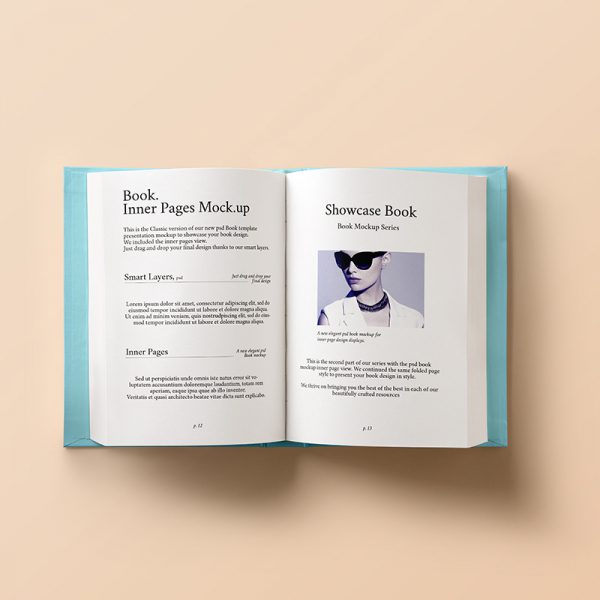 Book.
Inner Pages Mock.up
This is the Classic version of our new psd Book template
presentation mockup to showcase your book design.
We included the inner pages view.
Just drag and drop your final design thanks to our smart layers.
Smart Layers, psd
Just drag and drop your
final design
Lorem ipsum dolor sit amet, consectetur adipiscing elit, sed do
eiusmod tempor incididunt ut labore et dolore magna aliqua.
Ut enim ad minim veniam, quis nostrudpiscing elit, sed do eius-
mod tempor incididunt ut labore et dolore magna aliqua.
Inner Pages
A new elegant psd
Book mockup
Sed ut perspiciatis unde omnis iste natus error sit vo-
luptatem accusantium doloremque laudantium, totam rem
aperiam, eaque ipsa quae ab illo inventore.
Veritatis et quasi architecto beatae vitae dicta sunt explicabo.
p. 12
Showcase Book
Book Mockup Series
A new elegant psd book mockup for
inner page design displays.
This is the second part of our series with the psd book
mockup inner page view. We continued the same folded page
style to present your book design in style.
We thrive on bringing you the best of the best in each of our
beautifully crafted resources
p. 13